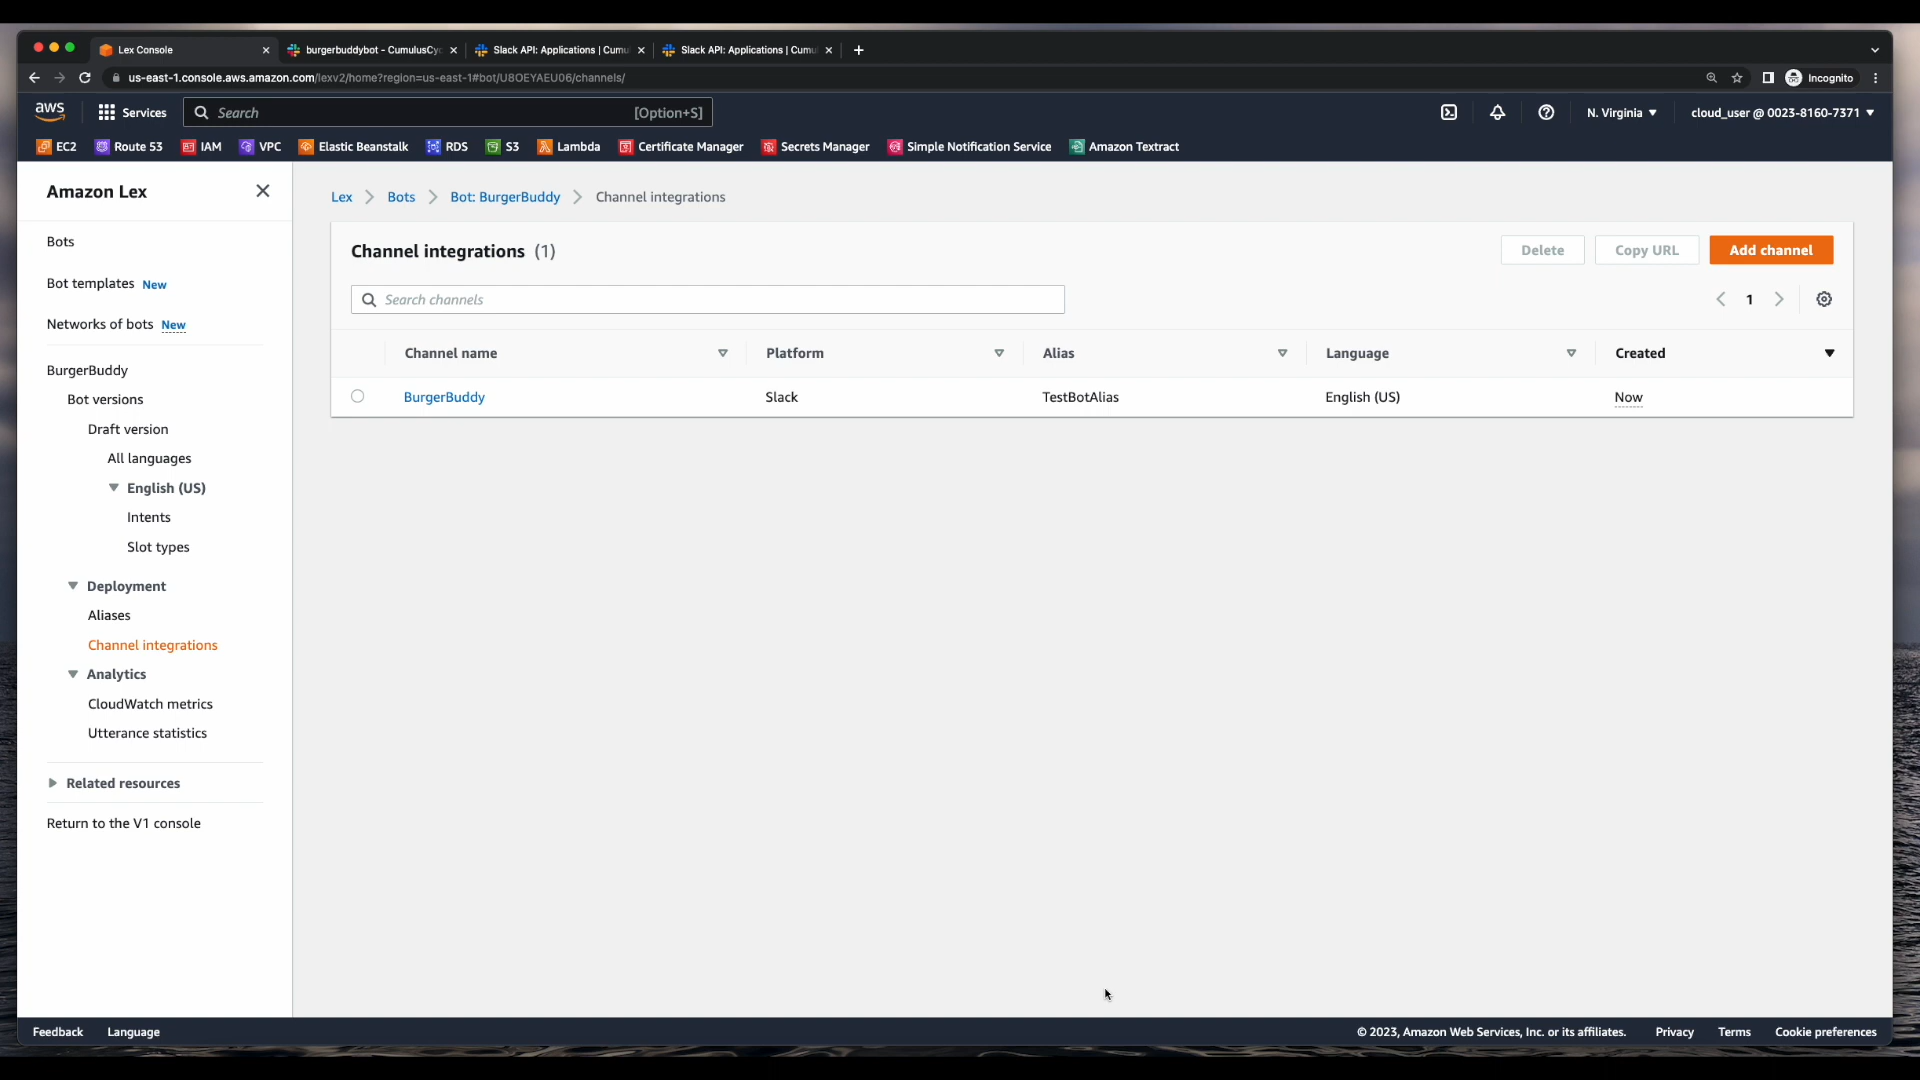 Lex Console
burgerbuddybot - CumulusCyc
Slack API: Applications | Cumu
Slack API: Applications | Cumu
us-east-1.console.aws.amazon.com/lexv2/home?region=us-east-1#bot/U8OEYAEU06/channels/
Incognito
aws
Services
Search
[Option+S]
N. Virginia
cloud_user @ 0023-8160-7371
EC2
Route 53
IAM
VPC
Elastic Beanstalk
RDS
S3
Lambda
Certificate Manager
Secrets Manager
Simple Notification Service
Amazon Textract
Amazon Lex
Bots
Bot templates New
Networks of bots New
BurgerBuddy
Bot versions
Draft version
All languages
English (US)
Intents
Slot types
Deployment
Aliases
Channel integrations
Analytics
CloudWatch metrics
Utterance statistics
Related resources
Return to the V1 console
Lex > Bots > Bot: BurgerBuddy > Channel integrations
Channel integrations (1)
Delete
Copy URL
Add channel
Search channels
1
Channel name Platform Alias Language Created
BurgerBuddy Slack TestBotAlias English (US) Now
Feedback
Language
© 2023, Amazon Web Services, Inc. or its affiliates.
Privacy
Terms
Cookie preferences